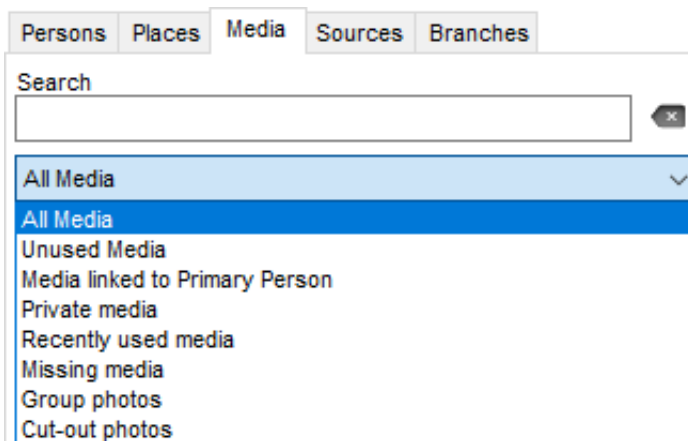 Persons Places Media Sources Branches
Search
All Media
All Media
Unused Media
Media linked to Primary Person
Private media
Recently used media
Missing media
Group photos
Cut-out photos